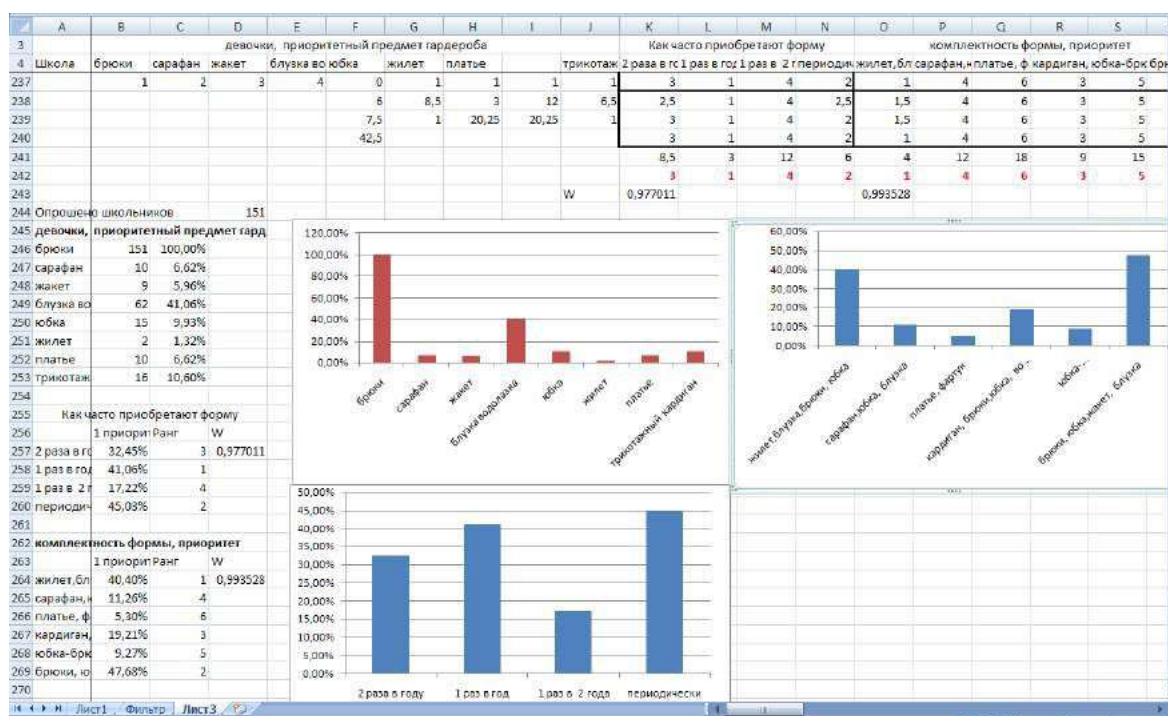 A B C D E F G H I J K L M N O P Q R S
3 девочки, приоритетный предмет гардероба Как часто приобретают форму комплектность формы, приоритет
4 Школа брюки сарафан жакет блузка во юбка жилет платье трикотаж 2 раза в гс 1 раз в год 1 раз в 2 г периодич жилет,бл сарафан,к платье, ф кардиган, юбка-брк брк
237 1 2 3 4 0 1 1 1 1 3 1 4 2 1 4 6 3 5
238 6 8,5 3 12 6,5 2,5 1 4 2,5 1,5 4 6 3 5
239 7,5 1 20,25 20,25 1 3 1 4 2 1,5 4 6 3 5
240 42,5 3 1 4 2 1 4 6 3 5
241 8,5 3 12 6 4 12 18 9 15
242 3 1 4 2 1 4 6 3 5
243 W 0,977011 0,993528
244 Опрошено школьников 151
245 девочки, приоритетный предмет гард
246 брюки 151 100,00%
247 сарафан 10 6,62%
248 жакет 9 5,96%
249 блузка во 62 41,06%
250 юбка 15 9,93%
251 жилет 2 1,32%
252 платье 10 6,62%
253 трикотаж 16 10,60%
254
255 Как часто приобретают форму
256 1 приорит Ранг W
257 2 раза в го 32,45% 3 0,977011
258 1 раз в год 41,06% 1
259 1 раз в 2 г 17,22% 4
260 периодич 45,03% 2
261
262 комплектность формы, приоритет
263 1 приорит Ранг W
264 жилет,бл 40,40% 1 0,993528
265 сарафан,к 11,26% 4
266 платье, ф 5,30% 6
267 кардиган, 19,21% 3
268 юбка-брк 9,27% 5
269 брюки, ю 47,68% 2
270
120,00%
100,00%
80,00%
60,00%
40,00%
20,00%
0,00%
брюки сарафан жакет блузка водолазка юбка жилет платье трикотажный кардиган
60,00%
50,00%
40,00%
30,00%
20,00%
10,00%
0,00%
жилет,блузка,брюки, юбка сарафан,юбка, блузка платье, фартук кардиган, брюки,юбка, во... юбка-... брюки, юбка,жакет, блузка
50,00%
45,00%
40,00%
35,00%
30,00%
25,00%
20,00%
15,00%
10,00%
5,00%
0,00%
2 раза в году 1 раз в год 1 раз в 2 года периодически
Лист1 Фильтр Лист3